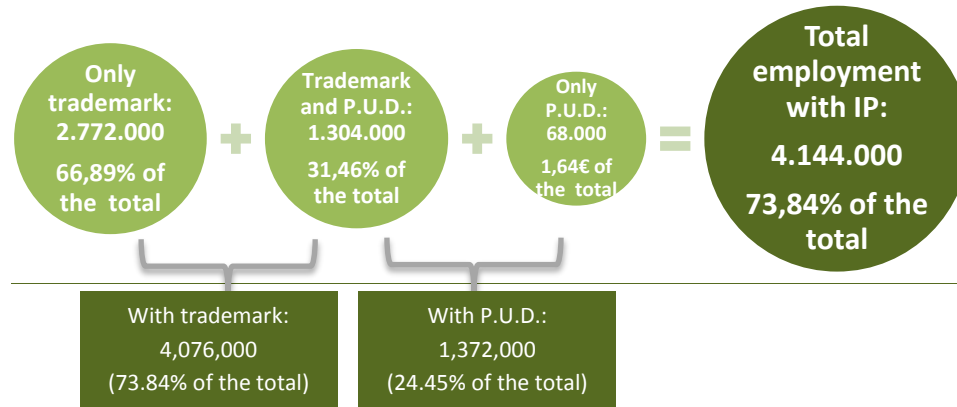 Only
trademark:
2.772.000
66,89% of
the total
Trademark
and P.U.D.:
1.304.000
31,46% of
the total
Only
P.U.D.:
68.000
1,64€ of
the total
Total
employment
with IP:
4.144.000
73,84% of the
total
With trademark:
4,076,000
(73.84% of the total)
With P.U.D.:
1,372,000
(24.45% of the total)